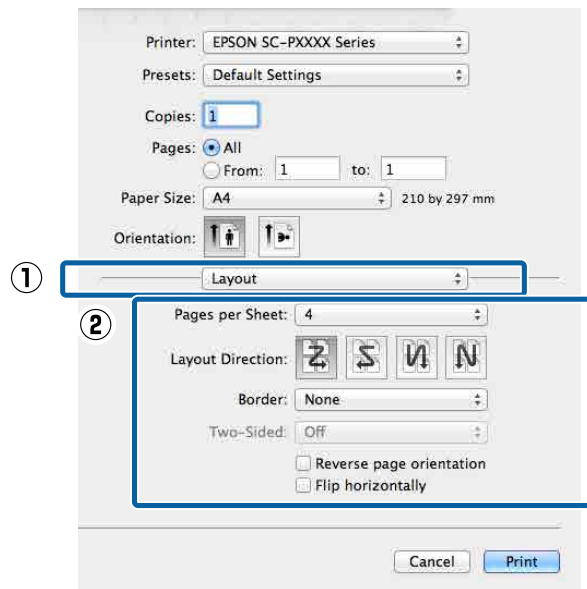 Printer: EPSON SC-PXXXX Series
Presets: Default Settings
Copies: 1
Pages: All
From: 1 to: 1
Paper Size: A4 210 by 297 mm
Orientation:
① Layout
②
Pages per Sheet: 4
Layout Direction:
Border: None
Two-Sided: Off
Reverse page orientation
Flip horizontally
Cancel Print